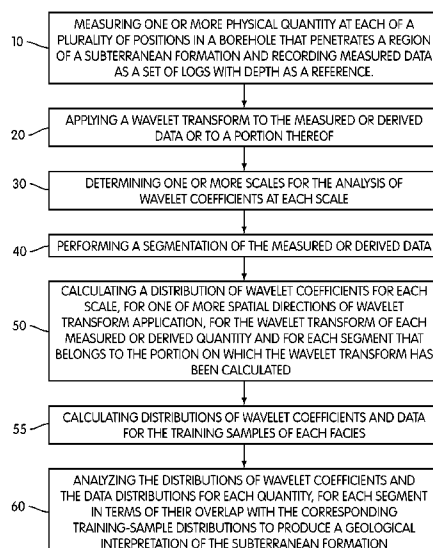 10
MEASURING ONE OR MORE PHYSICAL QUANTITY AT EACH OF A
PLURALITY OF POSITIONS IN A BOREHOLE THAT PENETRATES A REGION
OF A SUBTERRANEAN FORMATION AND RECORDING MEASURED DATA
AS A SET OF LOGS WITH DEPTH AS A REFERENCE.
20
APPLYING A WAVELET TRANSFORM TO THE MEASURED OR DERIVED
DATA OR TO A PORTION THEREOF
30
DETERMINING ONE OR MORE SCALES FOR THE ANALYSIS OF
WAVELET COEFFICIENTS AT EACH SCALE
40
PERFORMING A SEGMENTATION OF THE MEASURED OR DERIVED DATA
50
CALCULATING A DISTRIBUTION OF WAVELET COEFFICIENTS FOR EACH
SCALE, FOR ONE OF MORE SPATIAL DIRECTIONS OF WAVELET
TRANSFORM APPLICATION, FOR THE WAVELET TRANSFORM OF EACH
MEASURED OR DERIVED QUANTITY AND FOR EACH SEGMENT THAT
BELONGS TO THE PORTION ON WHICH THE WAVELET TRANSFORM HAS
BEEN CALCULATED
55
CALCULATING DISTRIBUTIONS OF WAVELET COEFFICIENTS AND DATA
FOR THE TRAINING SAMPLES OF EACH FACIES
60
ANALYZING THE DISTRIBUTIONS OF WAVELET COEFFICIENTS AND
THE DATA DISTRIBUTIONS FOR EACH QUANTITY, FOR EACH SEGMENT
IN TERMS OF THEIR OVERLAP WITH THE CORRESPONDING
TRAINING-SAMPLE DISTRIBUTIONS TO PRODUCE A GEOLOGICAL
INTERPRETATION OF THE SUBTERRANEAN FORMATION